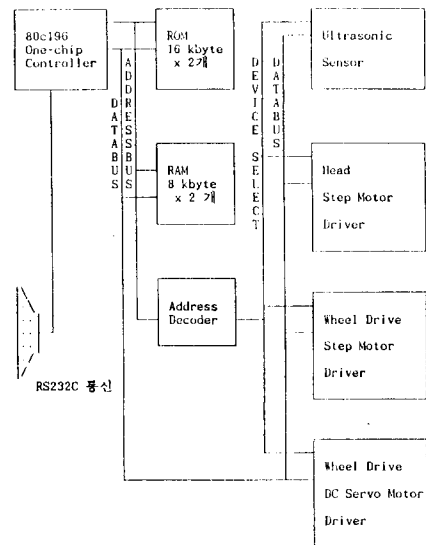 80c196
One-chip
Controller
ROM
16 kbyte
x 2개
Ultrasonic
Sensor
DATABUS
ADDRESSBUS
DEVICE SELECT
DATABUS
RAM
8 kbyte
x 2 개
Head
Step Motor
Driver
Address
Decoder
Wheel Drive
Step Motor
Driver
RS232C 통신
Wheel Drive
DC Servo Motor
Driver